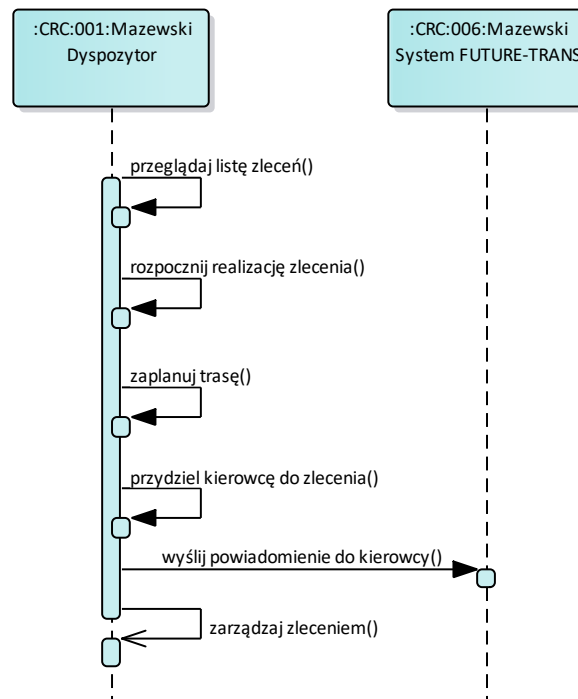 :CRC:001:Mazewski
Dyspozytor
:CRC:006:Mazewski
System FUTURE-TRANS
przeglądaj listę zleceń()
rozpocznij realizację zlecenia()
zaplanuj trasę()
przydziel kierowcę do zlecenia()
wyślij powiadomienie do kierowcy()
zarządzaj zleceniem()